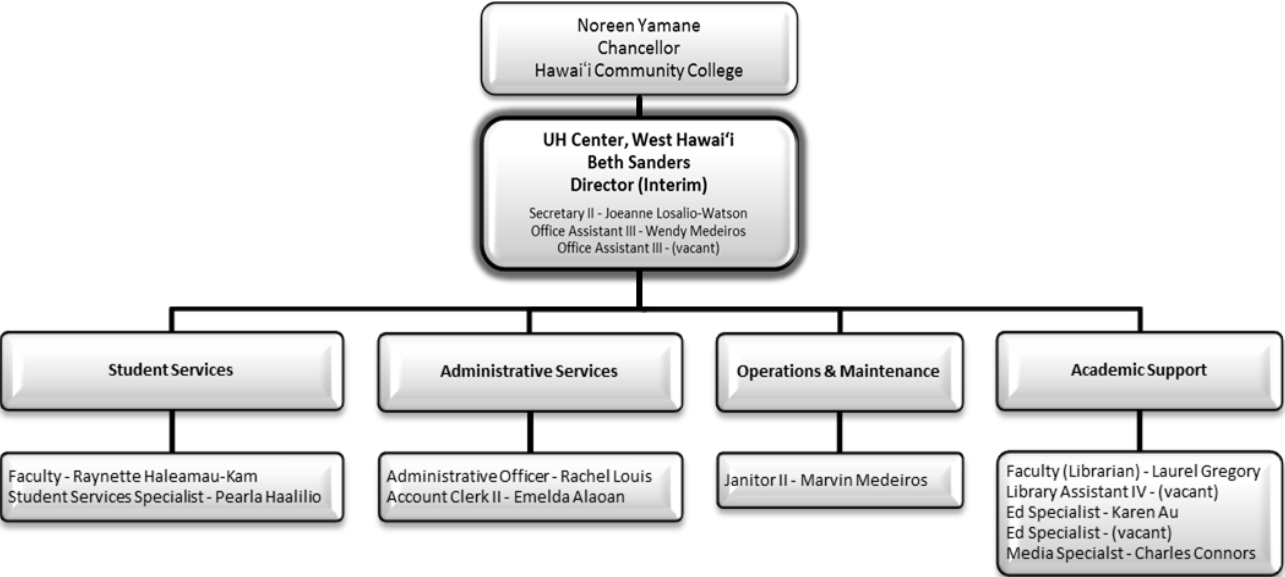 Noreen Yamane
Chancellor
Hawaiʻi Community College
UH Center, West Hawaiʻi
Beth Sanders
Director (Interim)
Secretary II - Joeanne Losalio-Watson
Office Assistant III - Wendy Medeiros
Office Assistant III - (vacant)
Student Services
Administrative Services
Operations & Maintenance
Academic Support
Faculty - Raynette Haleamau-Kam
Student Services Specialist - Pearla Haalilio
Administrative Officer - Rachel Louis
Account Clerk II - Emelda Alaoan
Janitor II - Marvin Medeiros
Faculty (Librarian) - Laurel Gregory
Library Assistant IV - (vacant)
Ed Specialist - Karen Au
Ed Specialist - (vacant)
Media Specialst - Charles Connors